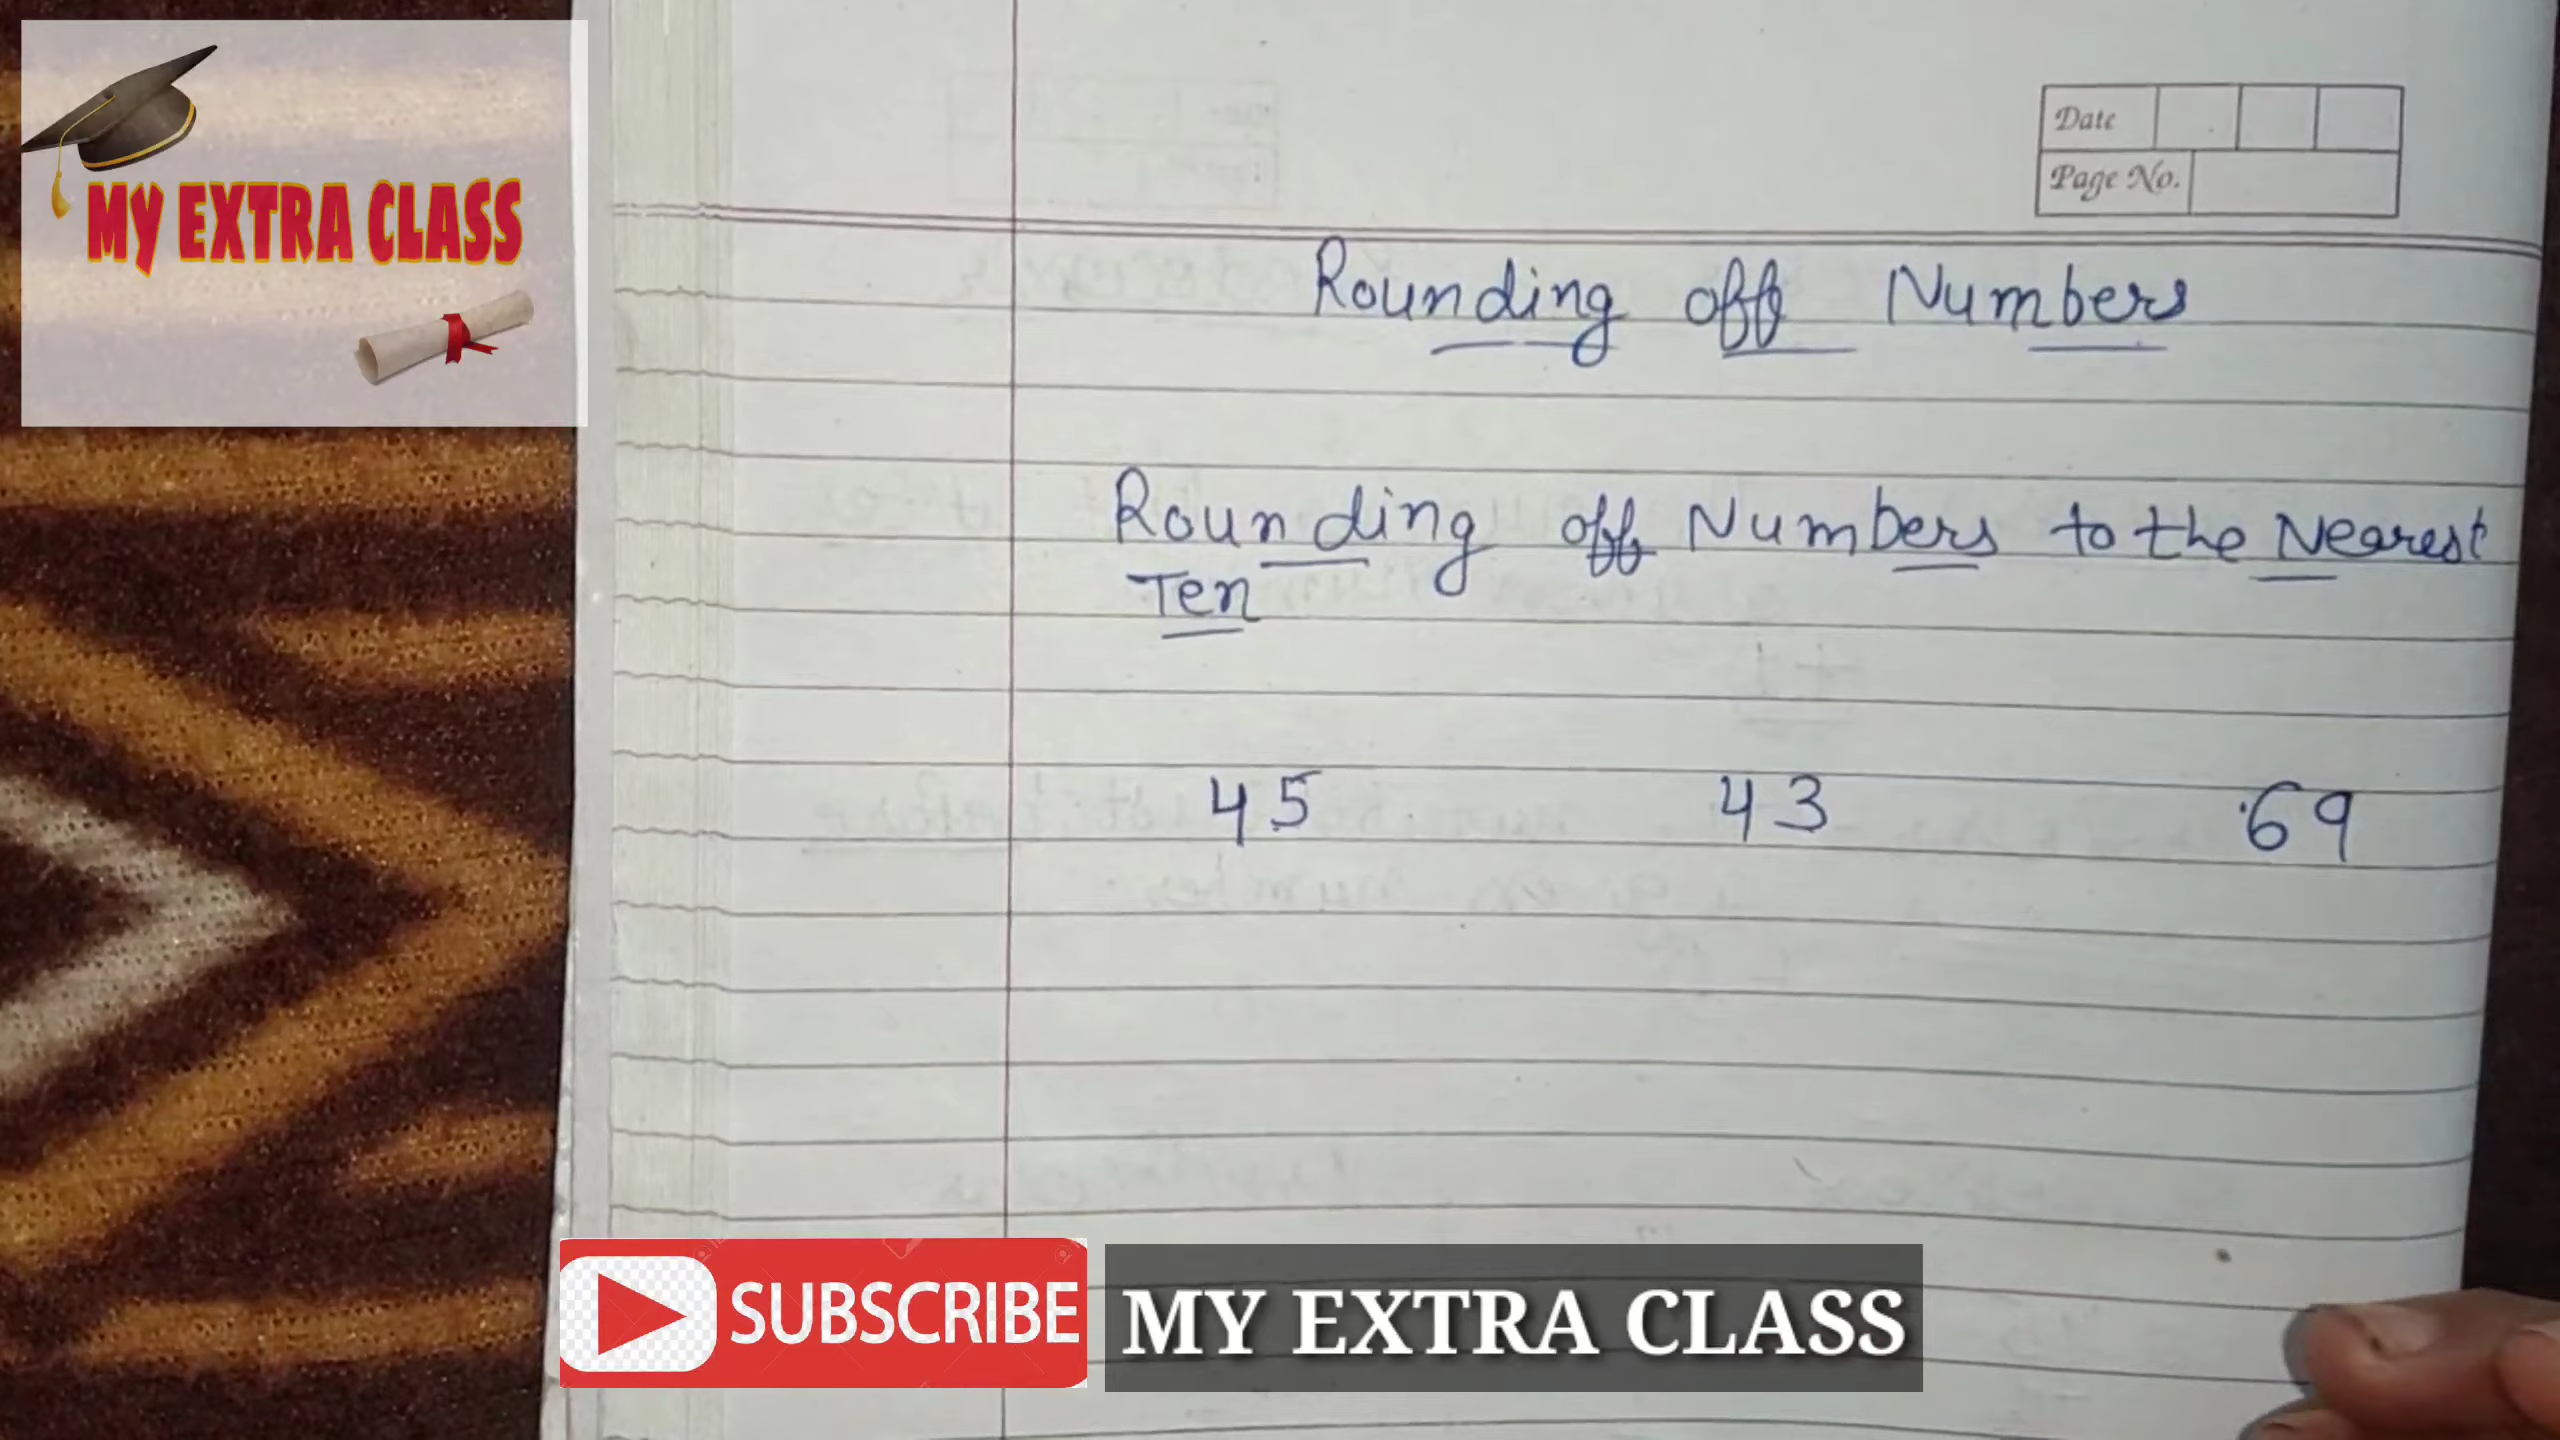 MY EXTRA CLASS
Date
Page No.
Rounding off Numbers
Rounding off Numbers to the Nearest
Ten
45 43 69
SUBSCRIBE
MY EXTRA CLASS